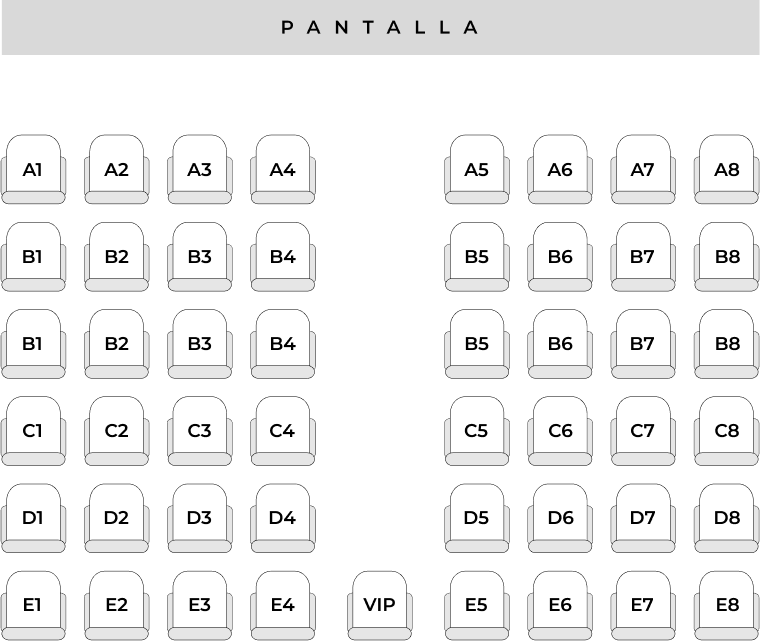 PANTALLA
A1 A2 A3 A4 A5 A6 A7 A8
B1 B2 B3 B4 B5 B6 B7 B8
B1 B2 B3 B4 B5 B6 B7 B8
C1 C2 C3 C4 C5 C6 C7 C8
D1 D2 D3 D4 D5 D6 D7 D8
E1 E2 E3 E4 VIP E5 E6 E7 E8